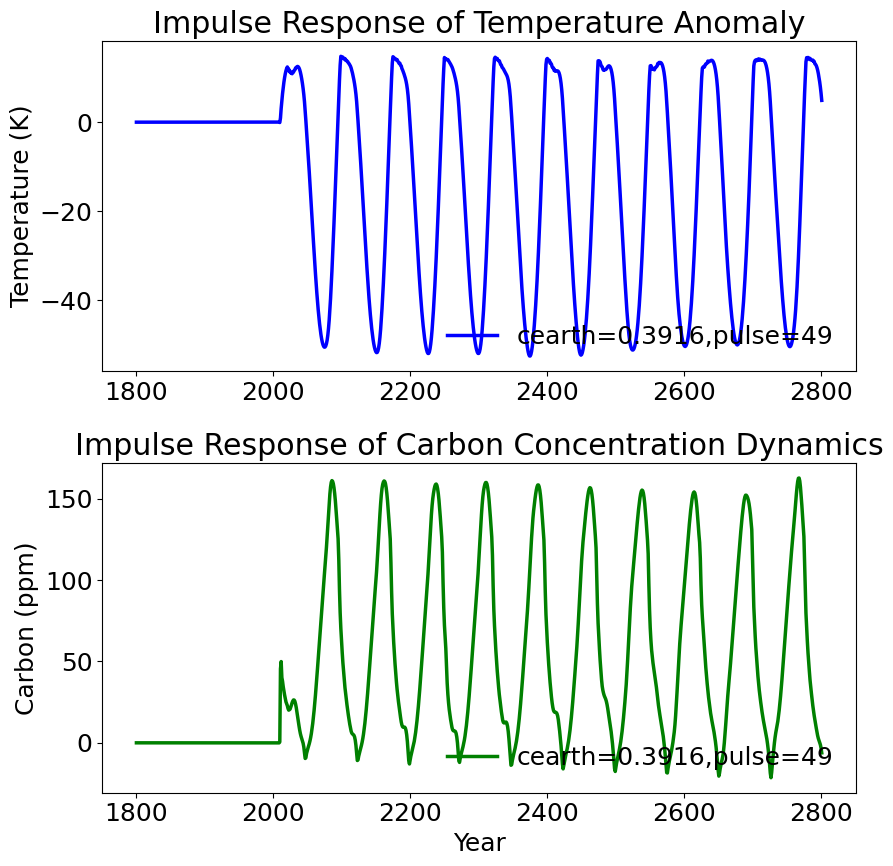 Impulse Response of Temperature Anomaly
Temperature (K)
0
−20
−40
cearth=0.3916,pulse=49
1800 2000 2200 2400 2600 2800
Impulse Response of Carbon Concentration Dynamics
Carbon (ppm)
150
100
50
0
cearth=0.3916,pulse=49
1800 2000 2200 2400 2600 2800
Year